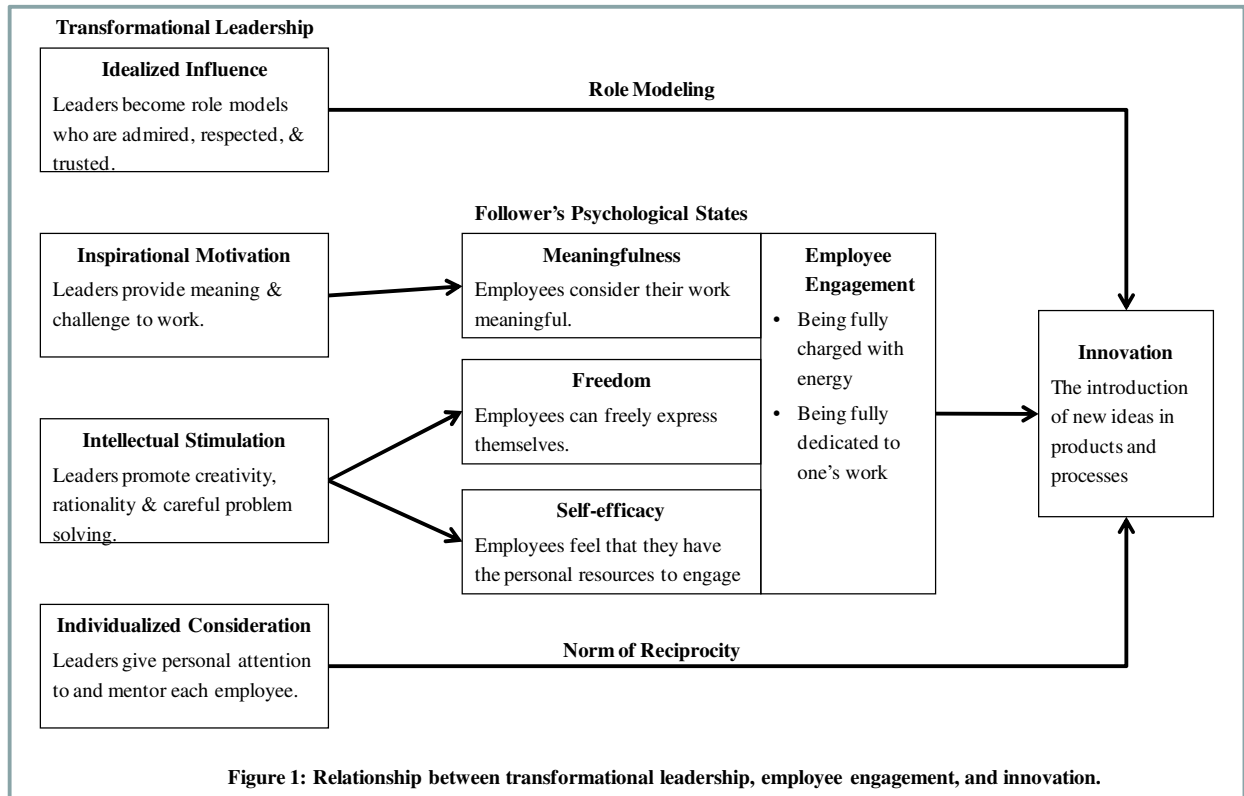 Transformational Leadership
Idealized Influence
Leaders become role models
who are admired, respected, &
trusted.
Role Modeling
Inspirational Motivation
Leaders provide meaning &
challenge to work.
Intellectual Stimulation
Leaders promote creativity,
rationality & careful problem
solving.
Individualized Consideration
Leaders give personal attention
to and mentor each employee.
Follower's Psychological States
Meaningfulness
Employees consider their work
meaningful.
Freedom
Employees can freely express
themselves.
Self-efficacy
Employees feel that they have
the personal resources to engage
Employee
Engagement
• Being fully
charged with
energy
• Being fully
dedicated to
one's work
Innovation
The introduction
of new ideas in
products and
processes
Norm of Reciprocity
Figure 1: Relationship between transformational leadership, employee engagement, and innovation.